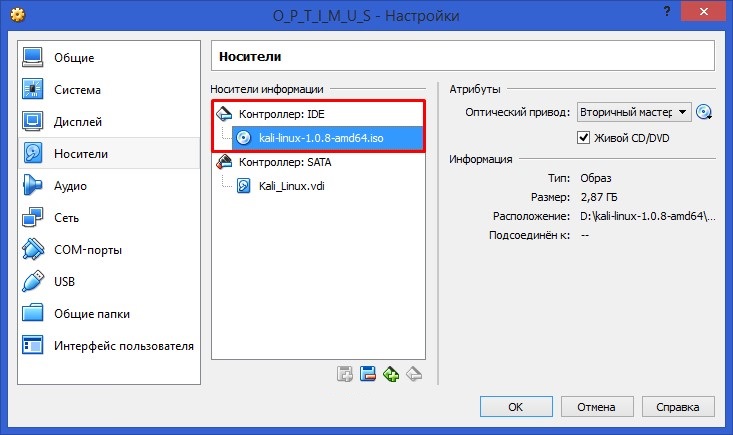 O_P_T_I_M_U_S - Настройки
?
Общие
Система
Дисплей
Носители
Аудио
Сеть
COM-порты
USB
Общие папки
Интерфейс пользователя
Носители
Носители информации
Контроллер: IDE
kali-linux-1.0.8-amd64.iso
Контроллер: SATA
Kali_Linux.vdi
Атрибуты
Оптический привод: Вторичный мастер
Живой CD/DVD
Информация
Тип: Образ
Размер: 2,87 ГБ
Расположение: D:\kali-linux-1.0.8-amd64\...
Подсоединён к: --
OK
Отмена
Справка